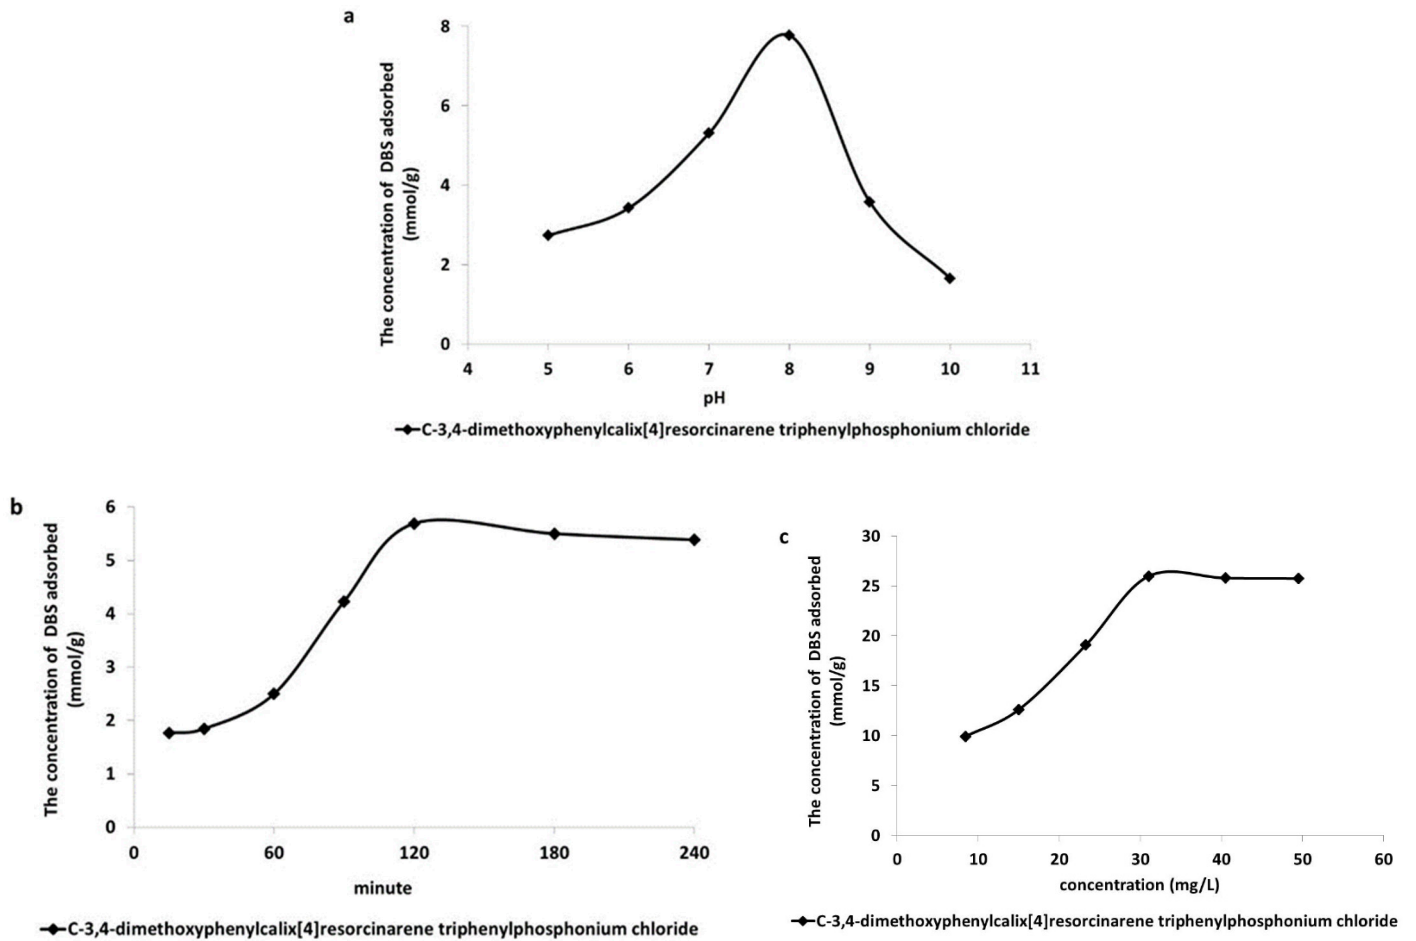 a
The concentration of DBS adsorbed
(mmol/g)
8
6
4
2
0
4 5 6 7 8 9 10 11
pH
C-3,4-dimethoxyphenylcalix[4]resorcinarene triphenylphosphonium chloride
b
The concentration of DBS adsorbed
(mmol/g)
6
5
4
3
2
1
0
0 60 120 180 240
minute
C-3,4-dimethoxyphenylcalix[4]resorcinarene triphenylphosphonium chloride
c
The concentration of DBS adsorbed
(mmol/g)
30
25
20
15
10
5
0
0 10 20 30 40 50 60
concentration (mg/L)
C-3,4-dimethoxyphenylcalix[4]resorcinarene triphenylphosphonium chloride